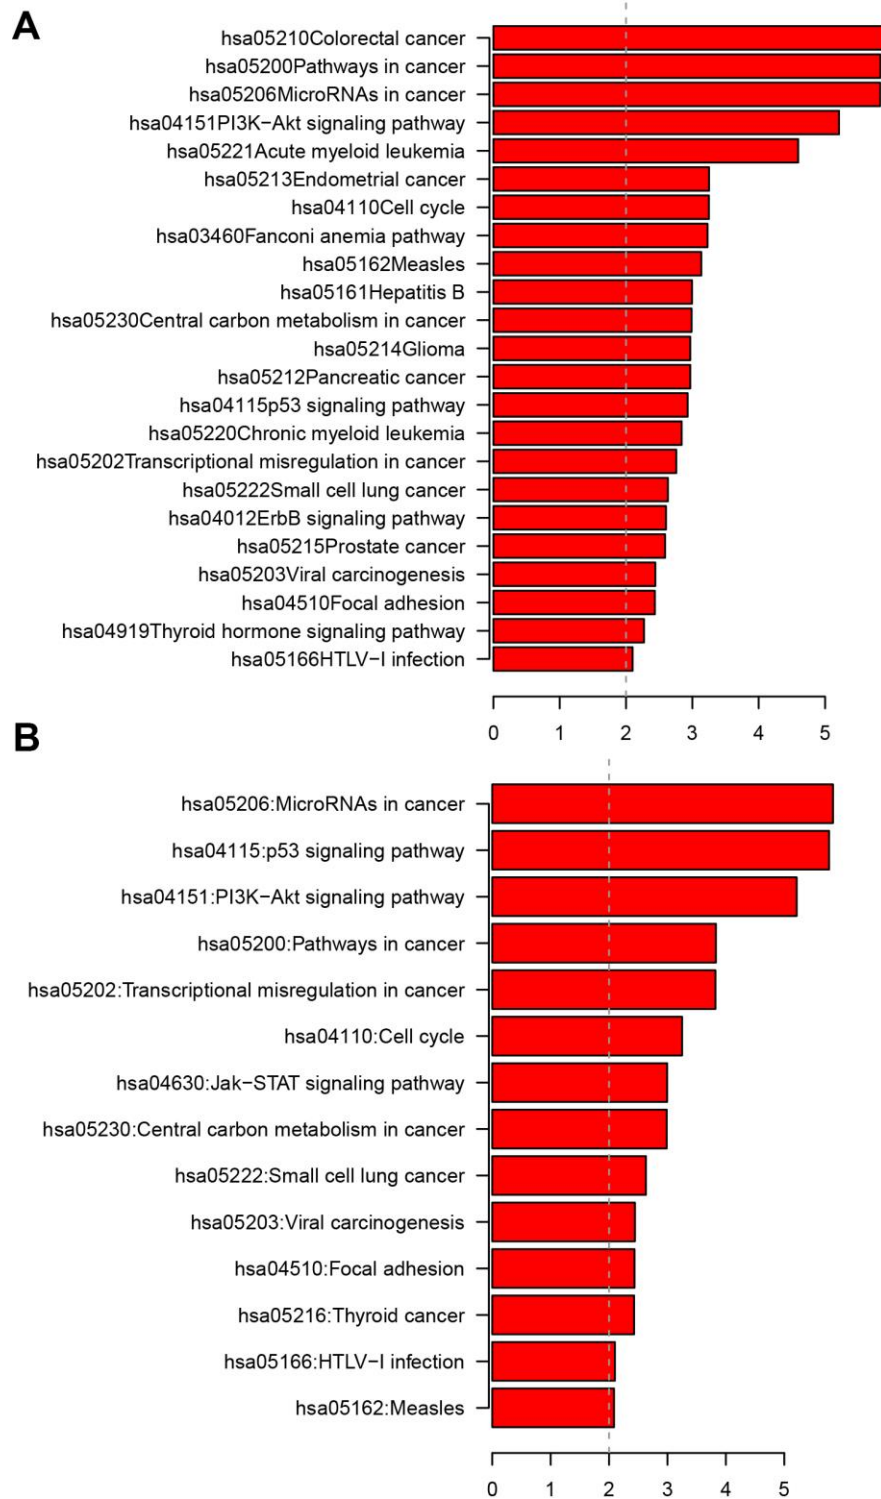 A
hsa05210Colorectal cancer
hsa05200Pathways in cancer
hsa05206MicroRNAs in cancer
hsa04151PI3K−Akt signaling pathway
hsa05221Acute myeloid leukemia
hsa05213Endometrial cancer
hsa04110Cell cycle
hsa03460Fanconi anemia pathway
hsa05162Measles
hsa05161Hepatitis B
hsa05230Central carbon metabolism in cancer
hsa05214Glioma
hsa05212Pancreatic cancer
hsa04115p53 signaling pathway
hsa05220Chronic myeloid leukemia
hsa05202Transcriptional misregulation in cancer
hsa05222Small cell lung cancer
hsa04012ErbB signaling pathway
hsa05215Prostate cancer
hsa05203Viral carcinogenesis
hsa04510Focal adhesion
hsa04919Thyroid hormone signaling pathway
hsa05166HTLV−I infection
0 1 2 3 4 5
B
hsa05206:MicroRNAs in cancer
hsa04115:p53 signaling pathway
hsa04151:PI3K−Akt signaling pathway
hsa05200:Pathways in cancer
hsa05202:Transcriptional misregulation in cancer
hsa04110:Cell cycle
hsa04630:Jak−STAT signaling pathway
hsa05230:Central carbon metabolism in cancer
hsa05222:Small cell lung cancer
hsa05203:Viral carcinogenesis
hsa04510:Focal adhesion
hsa05216:Thyroid cancer
hsa05166:HTLV−I infection
hsa05162:Measles
0 1 2 3 4 5